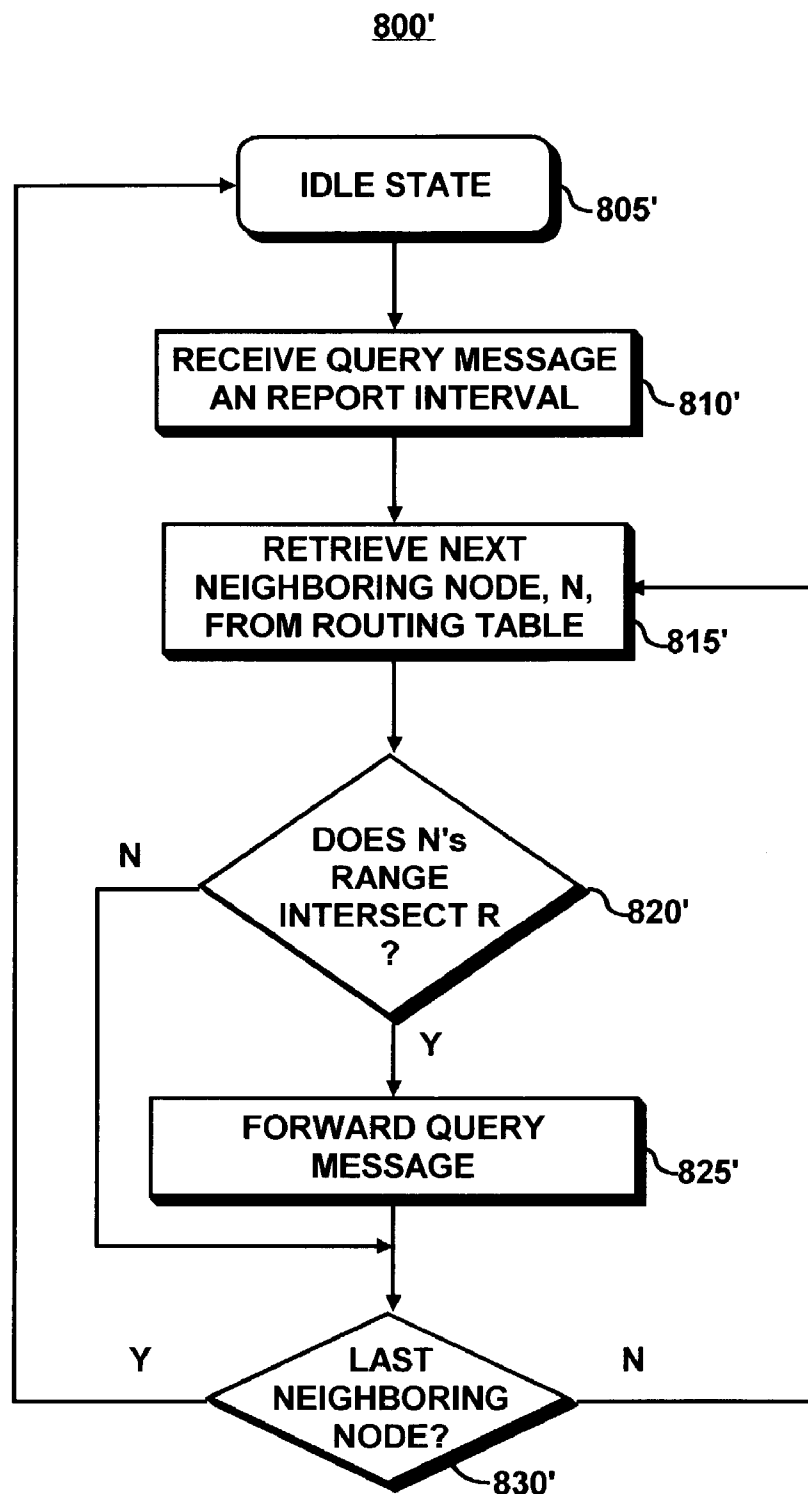 800'
IDLE STATE
805'
RECEIVE QUERY MESSAGE
AN REPORT INTERVAL
810'
RETRIEVE NEXT
NEIGHBORING NODE, N,
FROM ROUTING TABLE
815'
N
DOES N's
RANGE
INTERSECT R
?
820'
Y
FORWARD QUERY
MESSAGE
825'
Y
LAST
NEIGHBORING
NODE?
N
830'